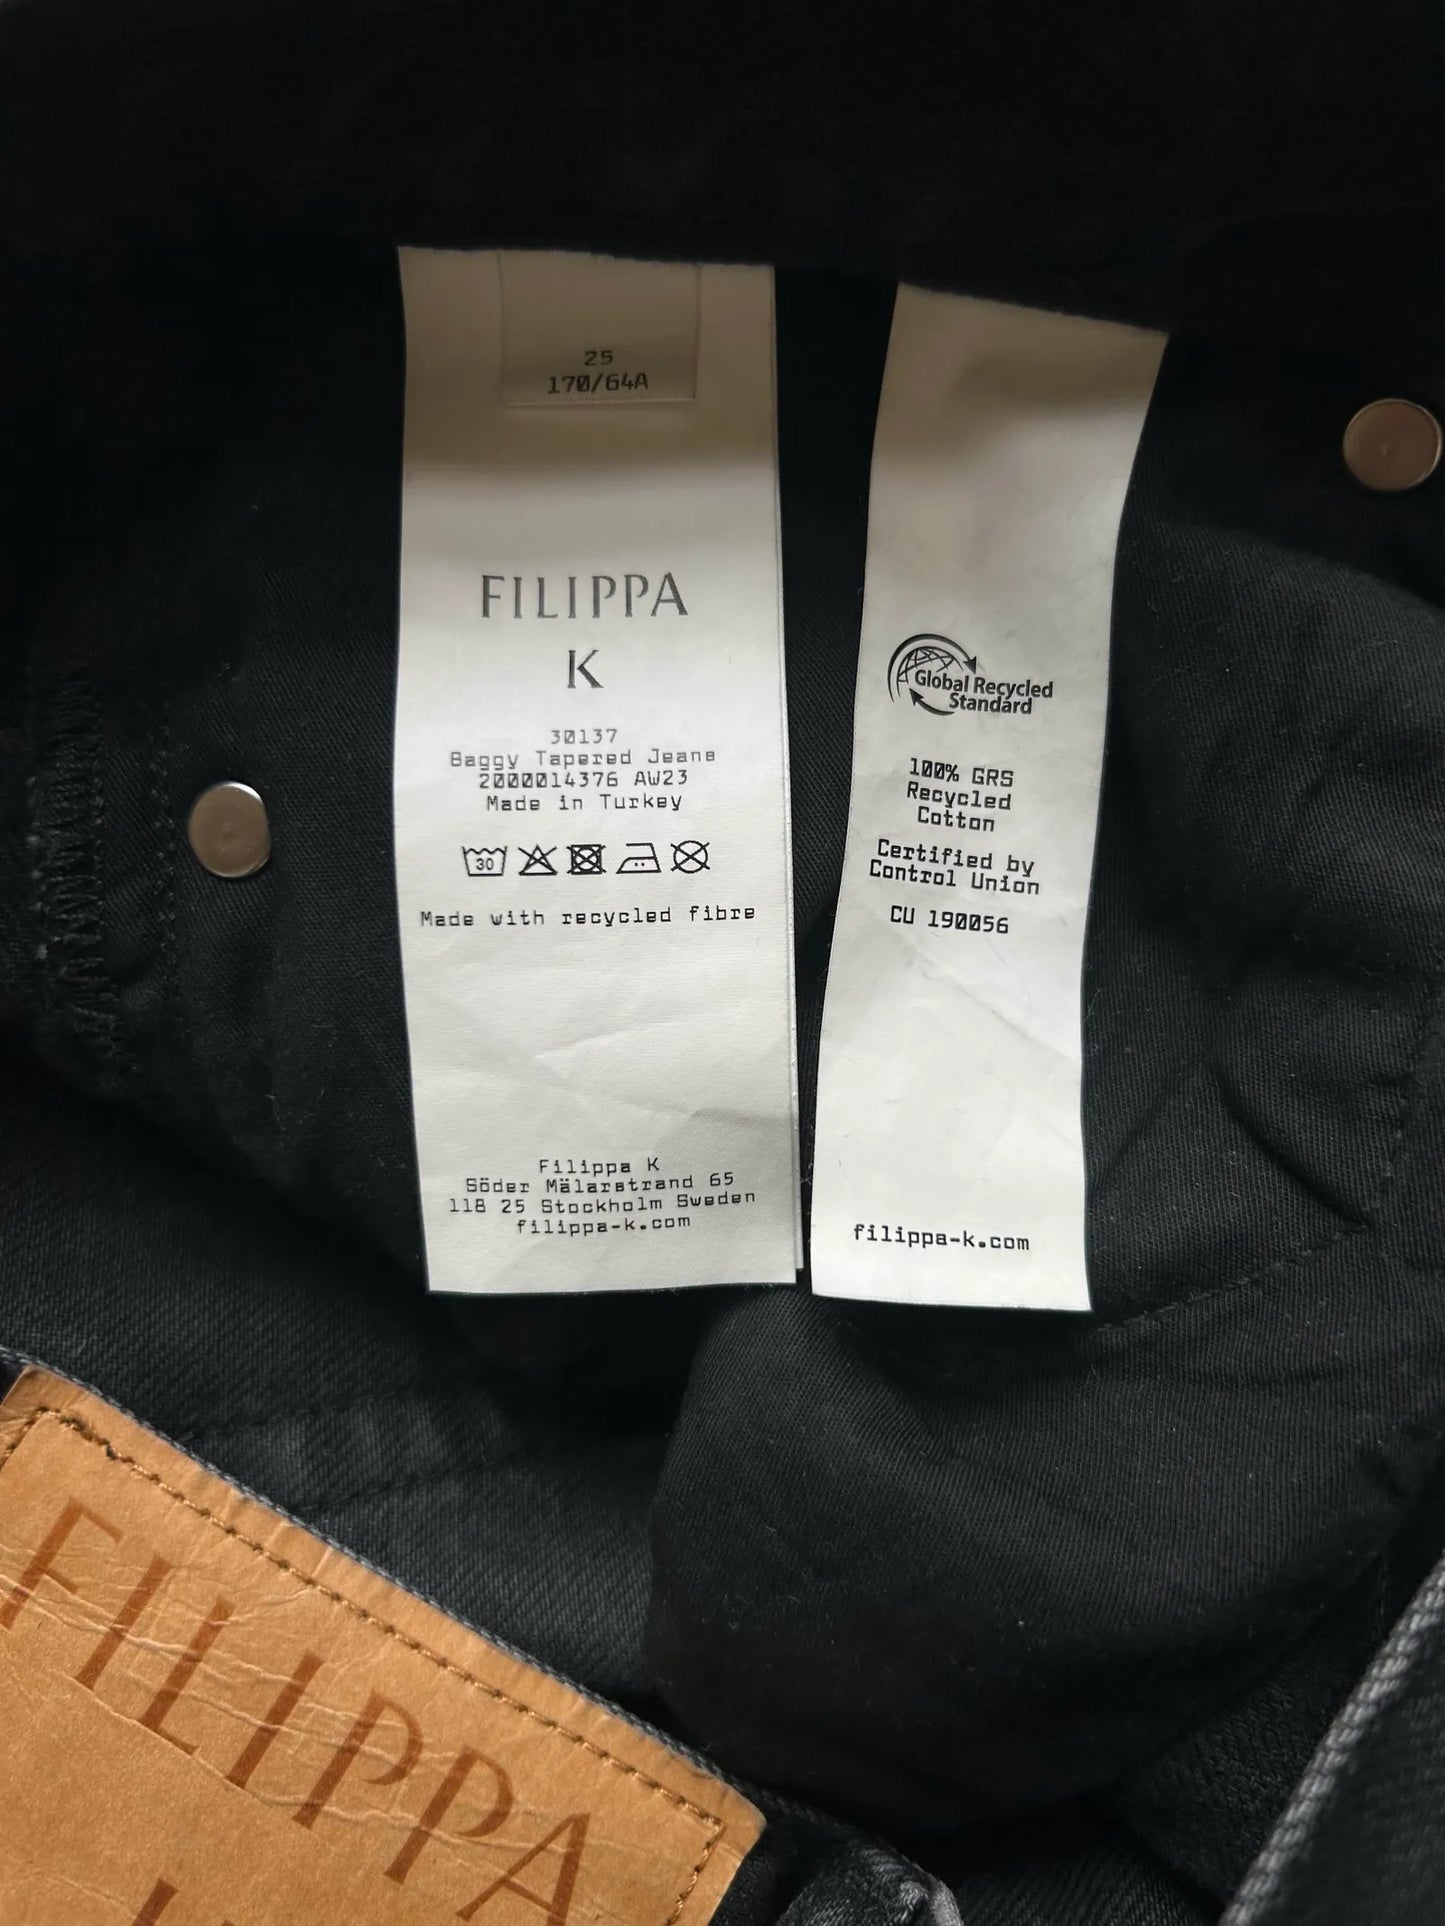 25
170/64A
FILIPPA
K
30137
Baggy Tapered Jeans
2000014376 AW23
Made in Turkey
30
Made with recycled fibre
Filippa K
Söder Mälarstrand 65
118 25 Stockholm Sweden
filippa-k.com
Global Recycled
Standard
100% GRS
Recycled
Cotton
Certified by
Control Union
CU 190056
filippa-k.com
FILIPPA